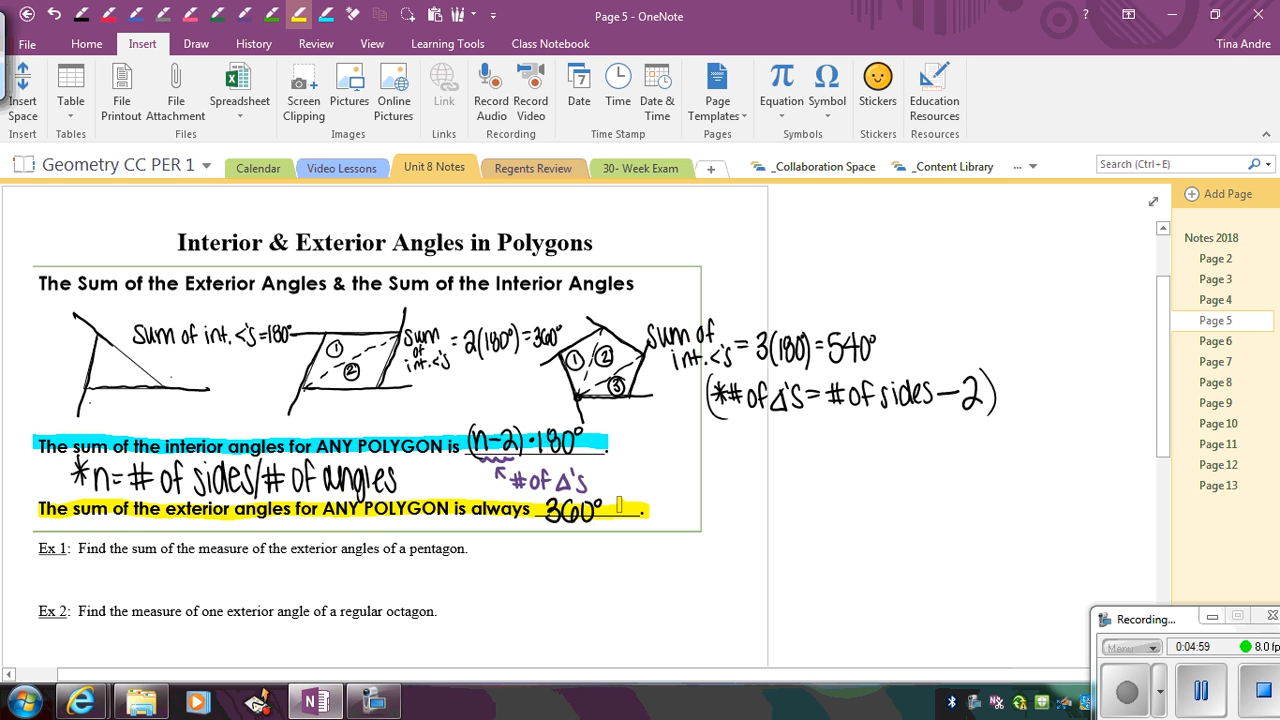 Page 5 - OneNote
?
File Home Insert Draw History Review View Learning Tools Class Notebook
Tina Andre
Insert Space
Table
File Printout
File Attachment
Spreadsheet
Screen Clipping
Pictures
Online Pictures
Link
Record Audio
Record Video
Date
Time
Date & Time
Page Templates
Equation
Symbol
Stickers
Education Resources
Insert Tables Files Images Links Recording Time Stamp Pages Symbols Stickers Resources
Geometry CC PER 1
Calendar Video Lessons Unit 8 Notes Regents Review 30- Week Exam + _Collaboration Space _Content Library ...
Search (Ctrl+E)
Add Page
Notes 2018
Page 2
Page 3
Page 4
Page 5
Page 6
Page 7
Page 8
Page 9
Page 10
Page 11
Page 12
Page 13
Interior & Exterior Angles in Polygons
The Sum of the Exterior Angles & the Sum of the Interior Angles
Sum of int. <'s = 180°
1
2
Sum of int. <'s = 2(180°) = 360°
1
2
3
Sum of int. <'s = 3(180) = 540°
(*# of Δ's = # of sides - 2)
The sum of the interior angles for ANY POLYGON is (n-2)•180°.
*n = # of sides/# of angles
# of Δ's
The sum of the exterior angles for ANY POLYGON is always 360°.
Ex 1: Find the sum of the measure of the exterior angles of a pentagon.
Ex 2: Find the measure of one exterior angle of a regular octagon.
Recording...
Menu
0:04:59
8.0 fp